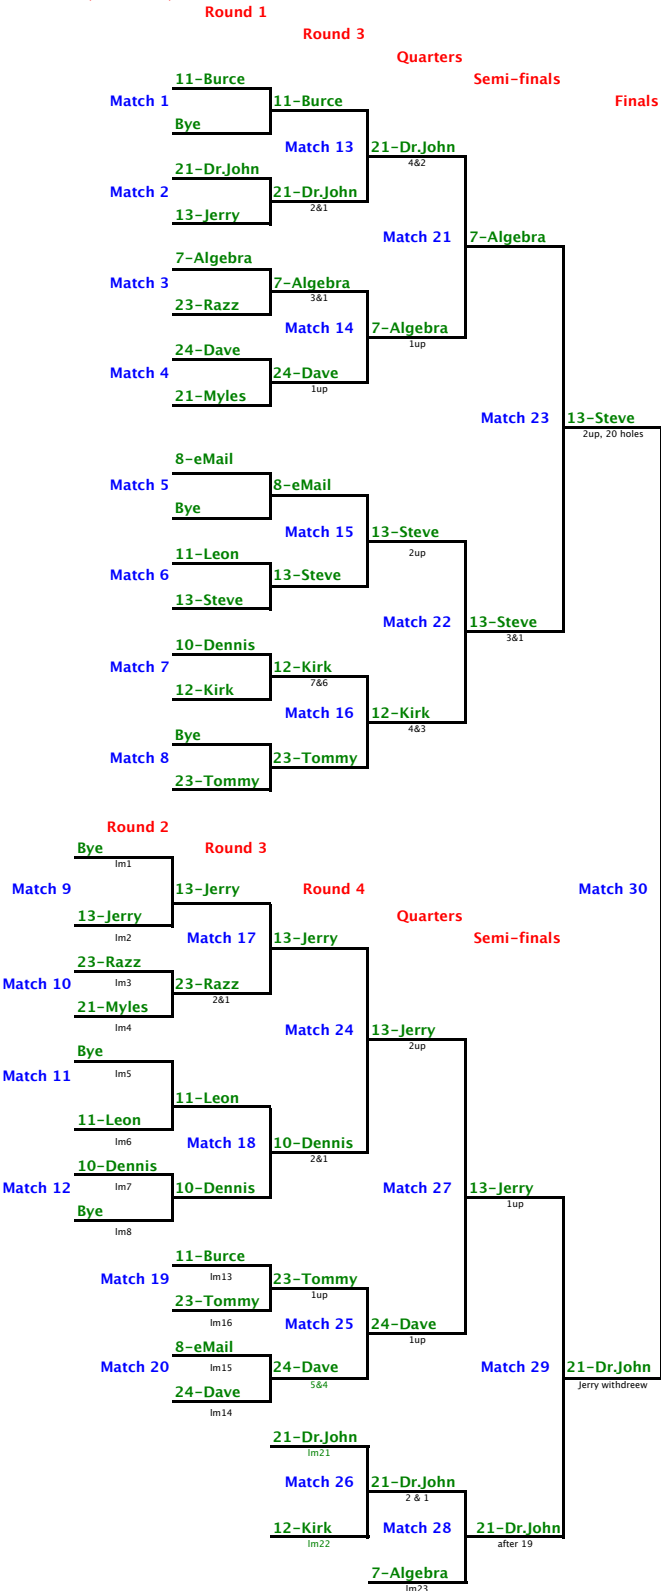 Round 1
Round 3
Quarters
Semi-finals
Finals
11-Burce
Match 1
11-Burce
Bye
Match 13
21-Dr.John
4&2
21-Dr.John
Match 2
21-Dr.John
2&1
13-Jerry
Match 21
7-Algebra
7-Algebra
Match 3
7-Algebra
3&1
23-Razz
Match 14
7-Algebra
1up
24-Dave
Match 4
24-Dave
1up
21-Myles
Match 23
13-Steve
2up, 20 holes
8-eMail
Match 5
8-eMail
Bye
Match 15
13-Steve
2up
11-Leon
Match 6
13-Steve
13-Steve
Match 22
13-Steve
3&1
10-Dennis
Match 7
12-Kirk
7&6
12-Kirk
Match 16
12-Kirk
4&3
Bye
Match 8
23-Tommy
23-Tommy
Round 2
Bye
Round 3
lm1
Match 9
13-Jerry
Round 4
Match 30
13-Jerry
Quarters
lm2
Match 17
13-Jerry
Semi-finals
23-Razz
Match 10
lm3
23-Razz
2&1
21-Myles
lm4
Match 24
13-Jerry
2up
Bye
Match 11
lm5
11-Leon
11-Leon
lm6
Match 18
10-Dennis
2&1
10-Dennis
Match 12
lm7
10-Dennis
Match 27
13-Jerry
1up
Bye
lm8
11-Burce
Match 19
lm13
23-Tommy
1up
23-Tommy
lm16
Match 25
24-Dave
1up
8-eMail
Match 20
lm15
24-Dave
5&4
Match 29
21-Dr.John
Jerry withdreew
24-Dave
lm14
21-Dr.John
lm21
Match 26
21-Dr.John
2 & 1
12-Kirk
lm22
Match 28
21-Dr.John
after 19
7-Algebra
lm23